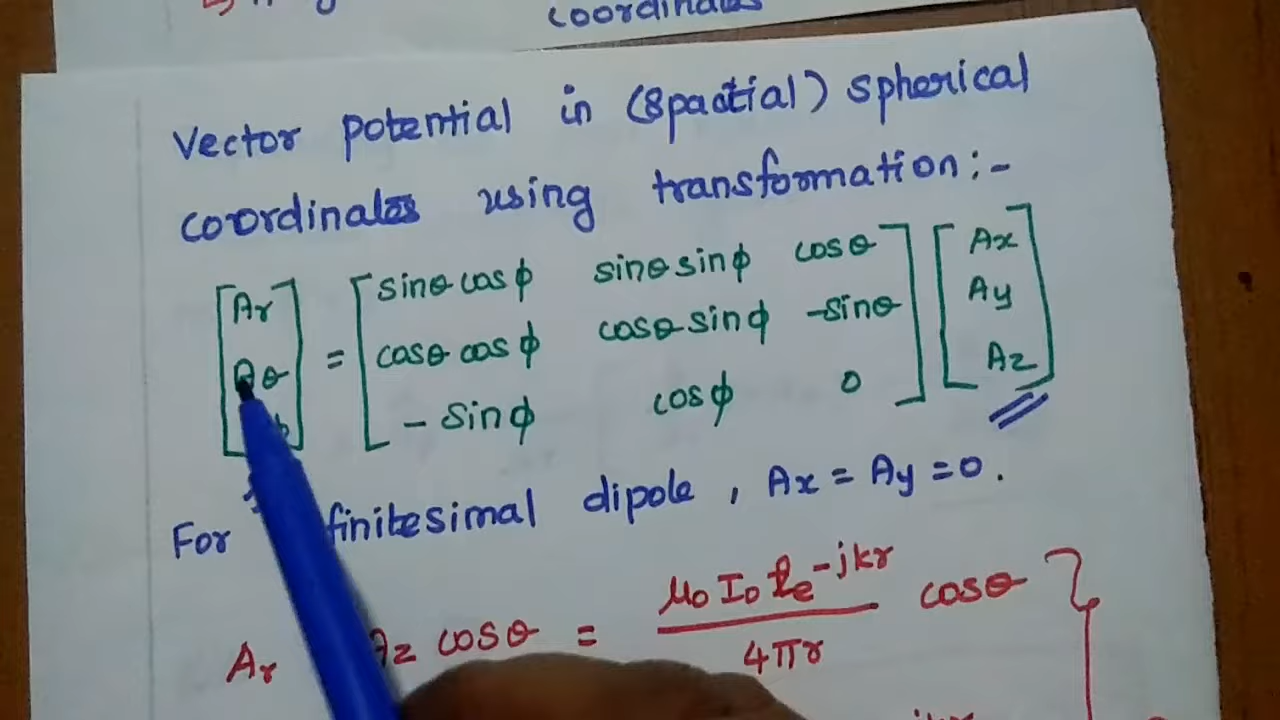 coordinates
Vector potential in (spactial) spherical
coordinates using transformation :-
[Ar Aθ] = [sinθ cosϕ sinθ sinϕ cosθ] [Ax
cosθ cosϕ cosθ sinϕ -sinθ Ay
- sinϕ cosϕ 0] Az]
For finitesimal dipole , Ax = Ay = 0 .
Ar Az cosθ = μ0 I0 ℓ e^-jkr / 4πr cosθ